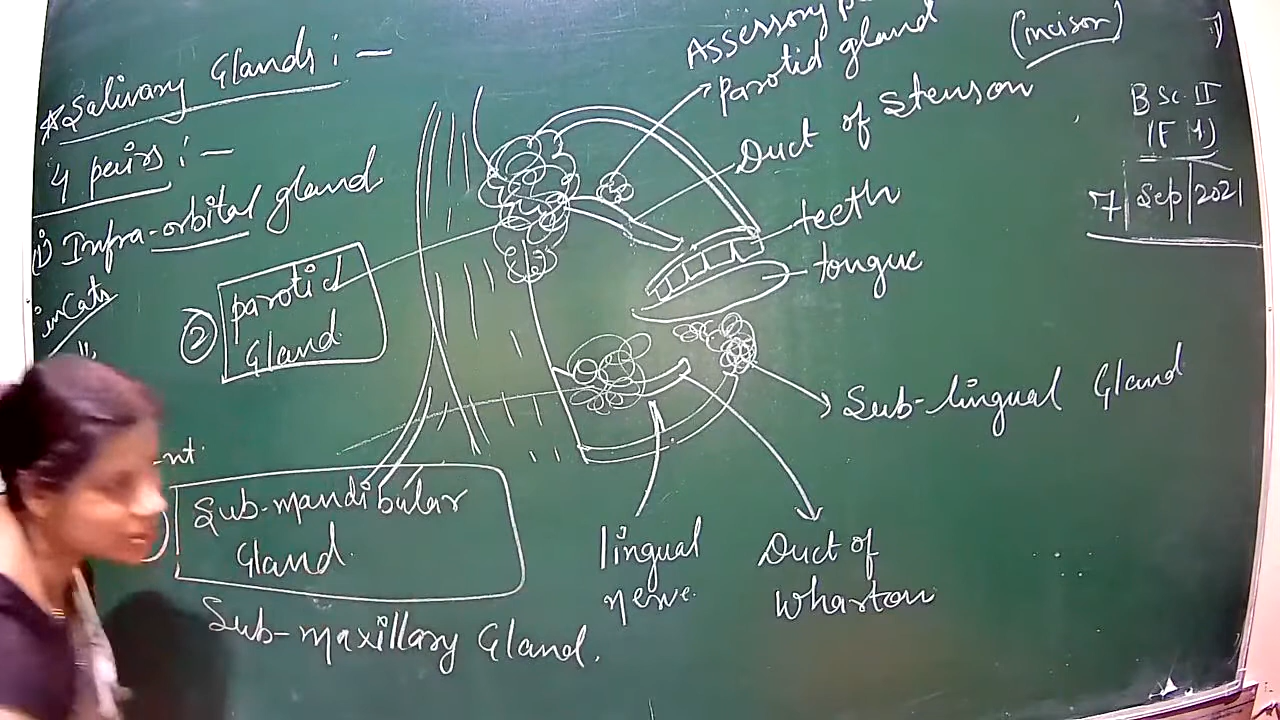 * Salivary Glands : -
4 pairs : -
(i) Infra-orbital gland
in Cats
"
② parotid
Gland.
-nt.
Sub-mandibular
Gland.
Sub-maxillary Gland.
Assessory
parotid gland
Duct of Stenson
teeth
tongue
Sub-lingual Gland
lingual
nerve.
Duct of
Wharton
(incisor)
B Sc. II
7/Sep/2021